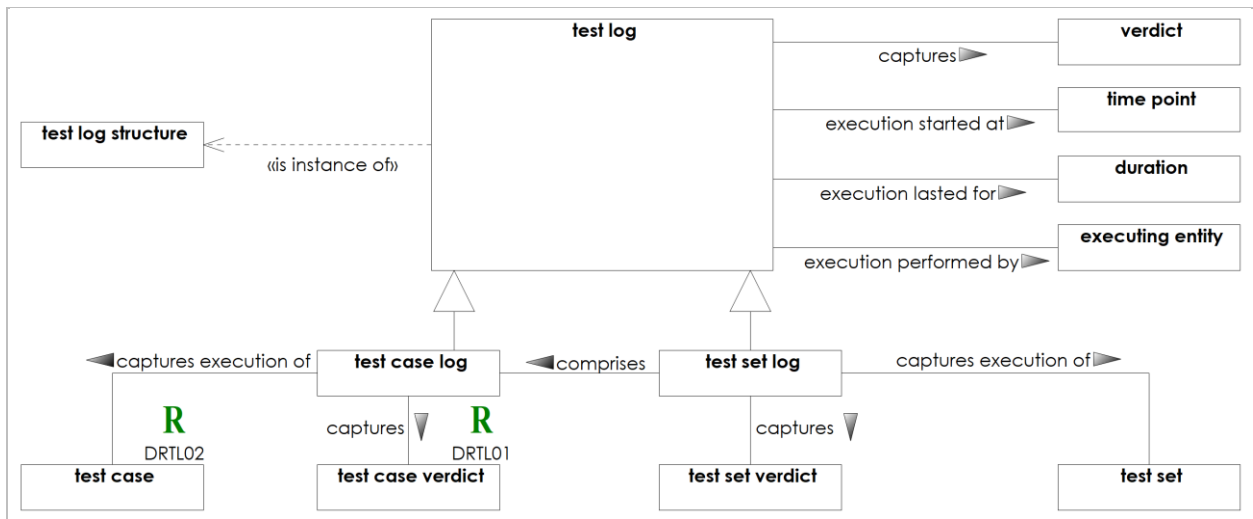 test log
verdict
captures
time point
execution started at
test log structure
«is instance of»
duration
execution lasted for
executing entity
execution performed by
captures execution of
test case log
comprises
test set log
captures execution of
R
DRTL02
captures
R
DRTL01
captures
test case
test case verdict
test set verdict
test set